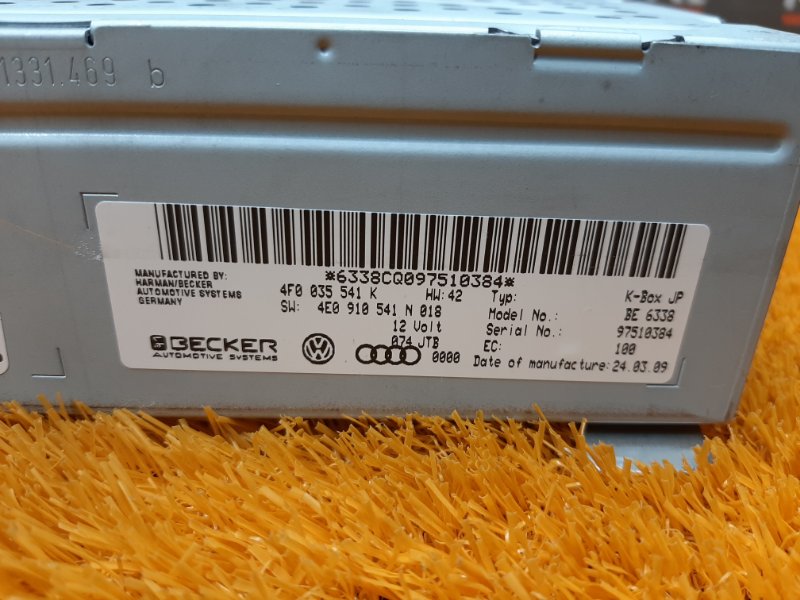 1331.469 b
*6338CQ097510384*
MANUFACTURED BY:
HARMAN/BECKER
AUTOMOTIVE SYSTEMS
GERMANY
4F0 035 541 K HW: 42
SW: 4E0 910 541 N 018
12 Volt
074 JTB
0000
BECKER
AUTOMOTIVE SYSTEMS
Typ: K-Box JP
Model No.: BE 6338
Serial No.: 97510384
EC: 100
Date of manufacture: 24.03.09